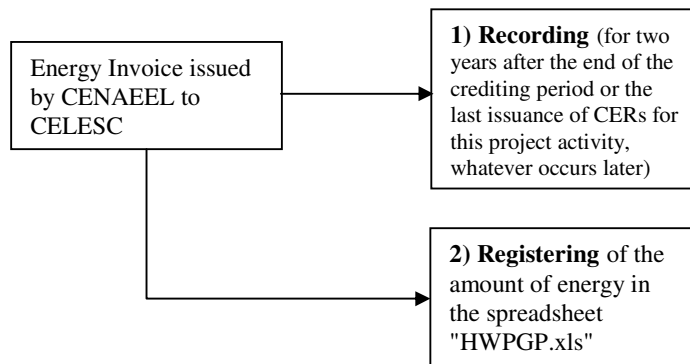 Energy Invoice issued
by CENAEEL to
CELESC
1) Recording (for two
years after the end of the
crediting period or the
last issuance of CERs for
this project activity,
whatever occurs later)
2) Registering of the
amount of energy in
the spreadsheet
"HWPGP.xls"